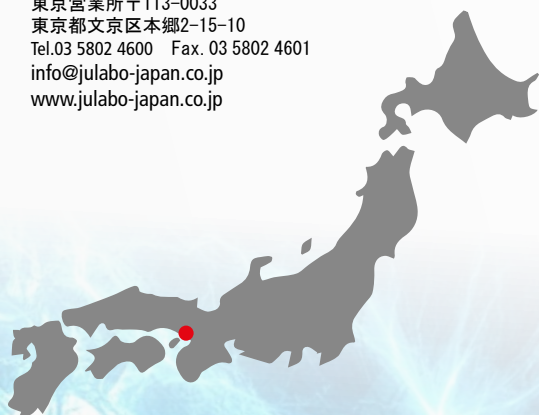 東京営業所〒113-0033
東京都文京区本郷2-15-10
Tel.03 5802 4600 Fax. 03 5802 4601
info@julabo-japan.co.jp
www.julabo-japan.co.jp